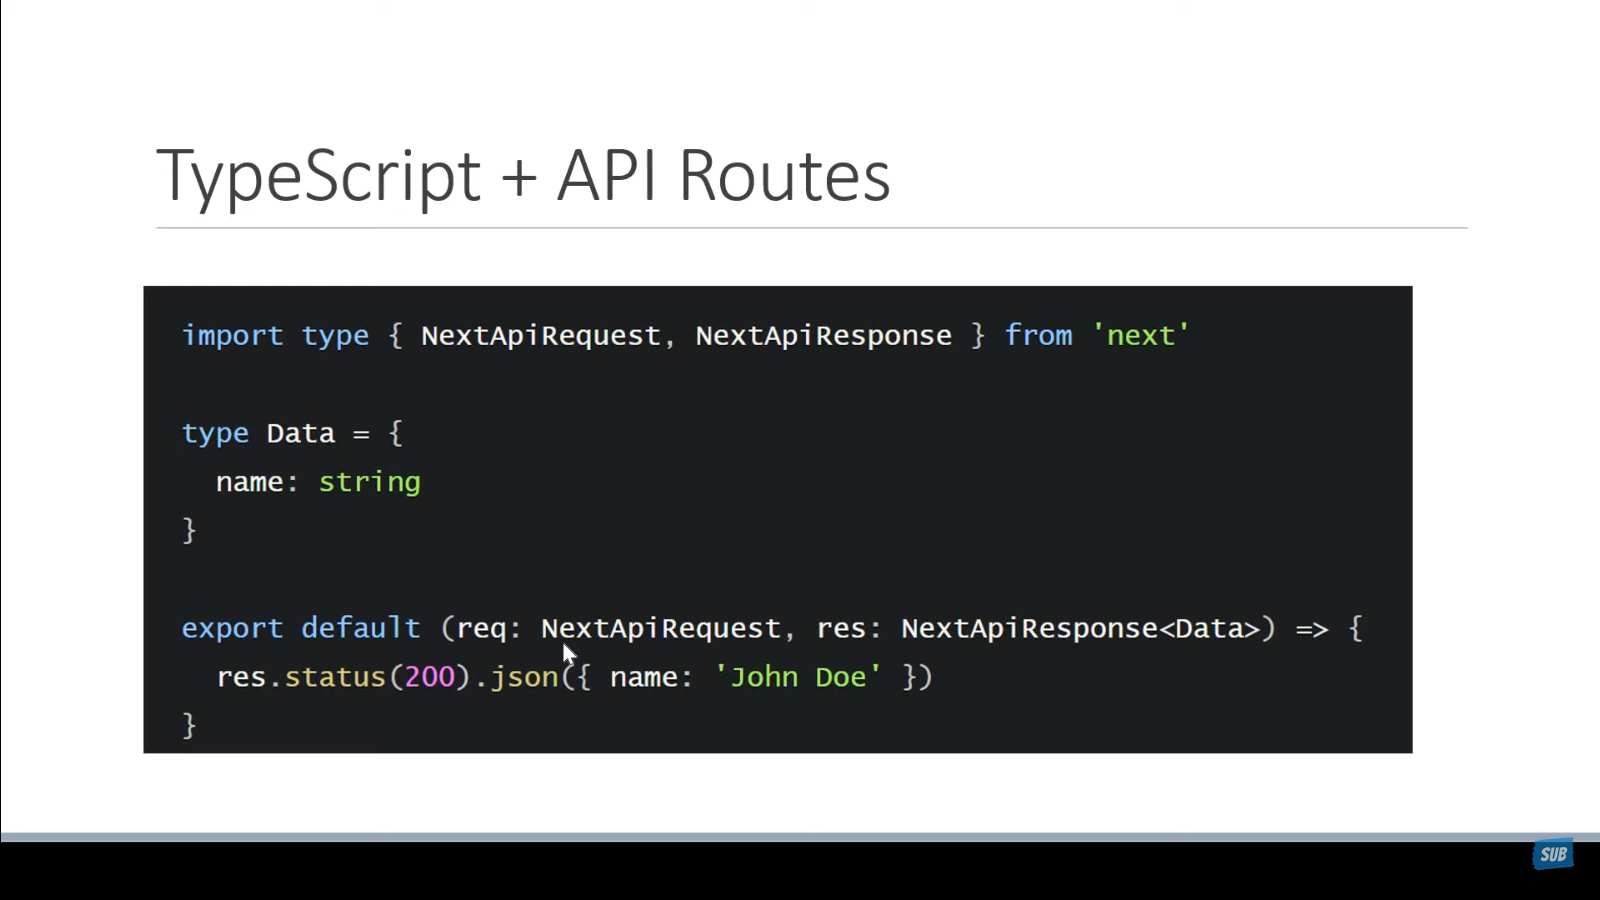 TypeScript + API Routes
import type { NextApiRequest, NextApiResponse } from 'next'
type Data = {
  name: string
}
export default (req: NextApiRequest, res: NextApiResponse<Data>) => {
  res.status(200).json({ name: 'John Doe' })
}
SUB